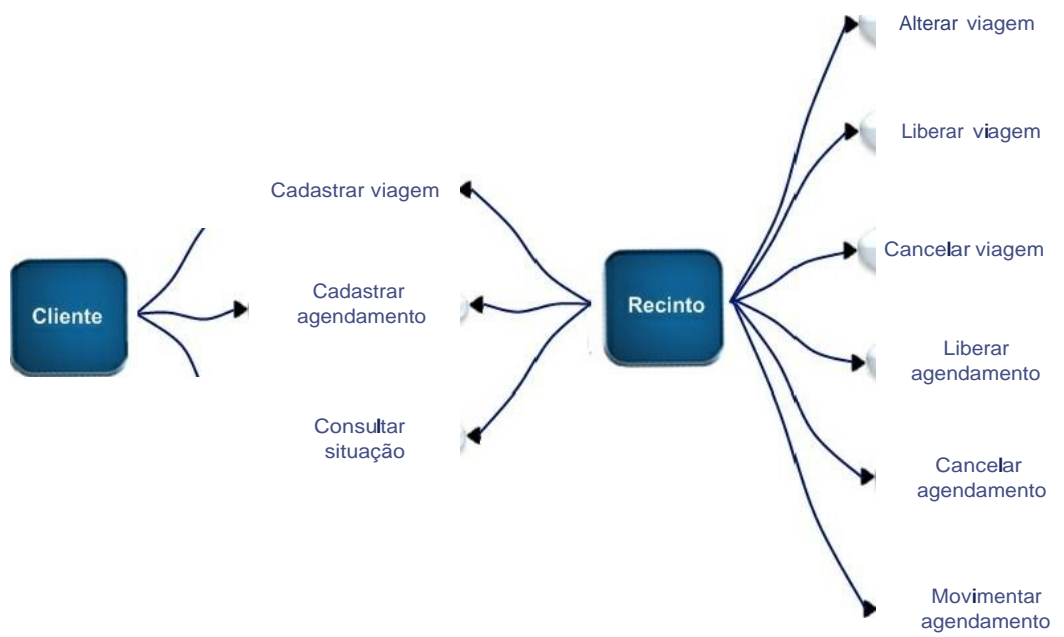 Alterar viagem
Liberar viagem
Cadastrar viagem
Cancelar viagem
Cliente
Cadastrar
agendamento
Recinto
Liberar
agendamento
Consultar
situação
Cancelar
agendamento
Movimentar
agendamento